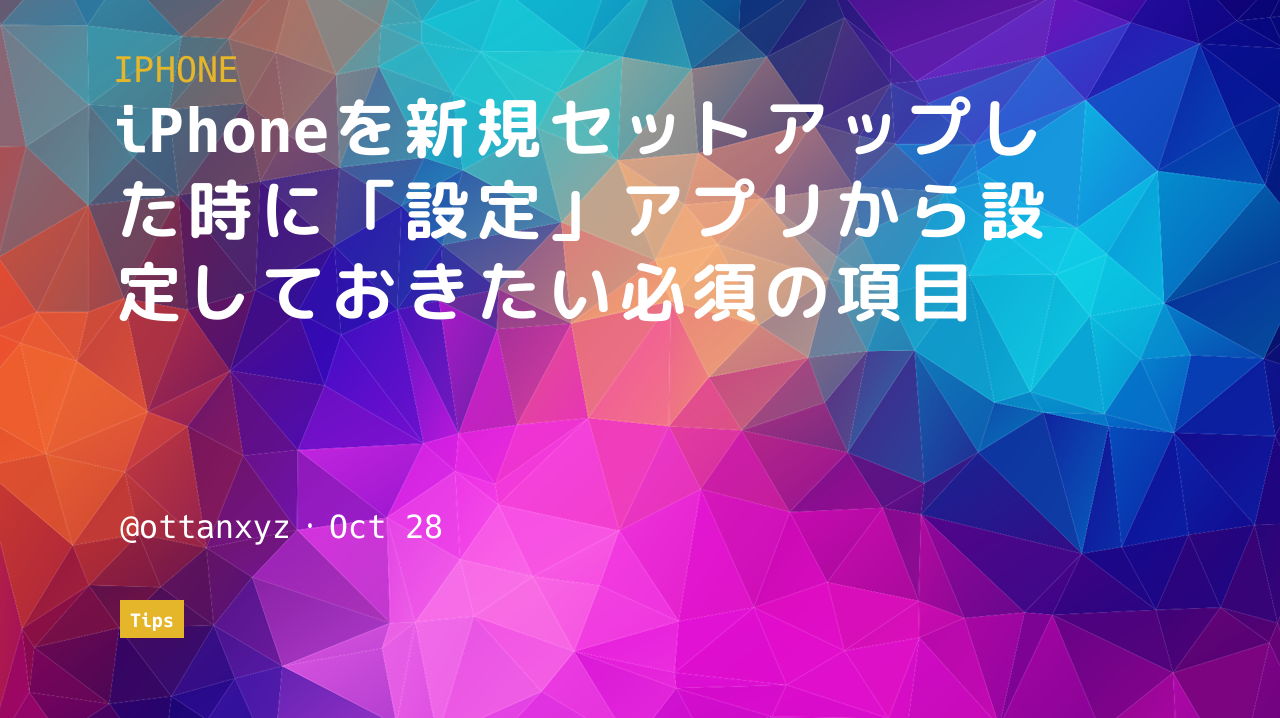 IPHONE
iPhoneを新規セットアップし
た時に「設定」アプリから設
定しておきたい必須の項目
@ottanxyz・Oct 28
Tips